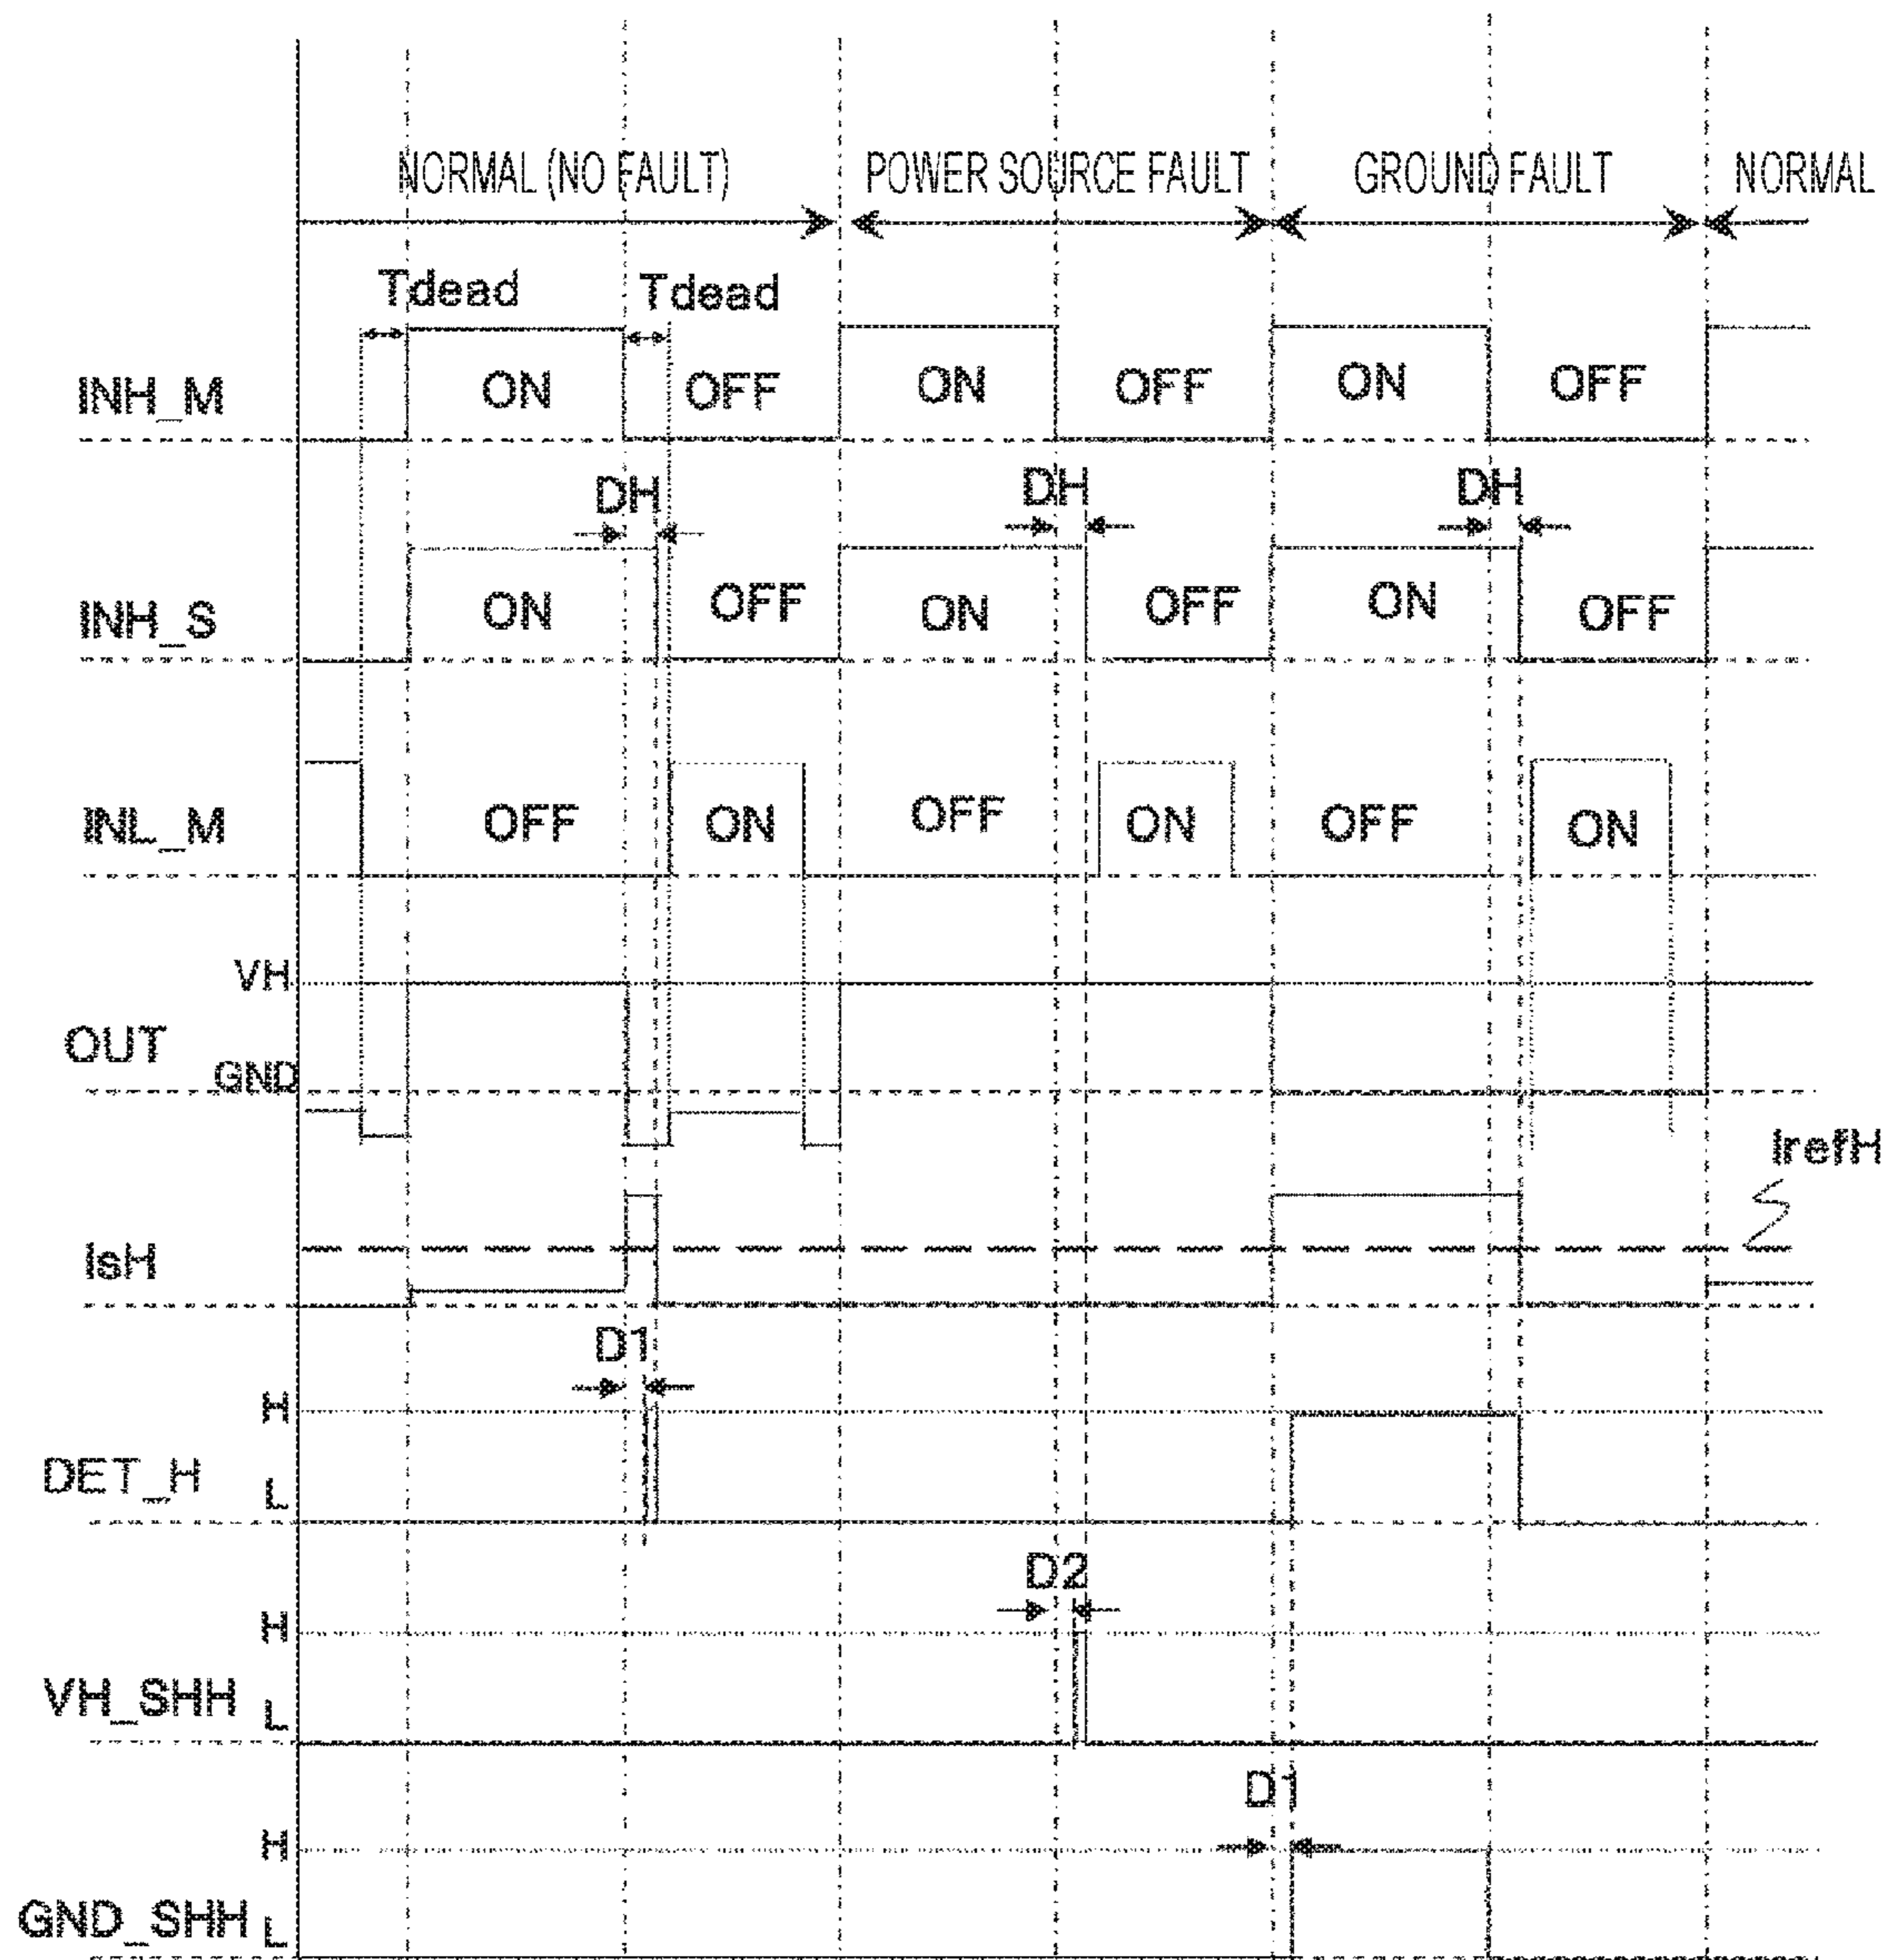 NORMAL (NO FAULT) POWER SOURCE FAULT GROUND FAULT NORMAL
Tdead Tdead
INH_M ON OFF ON OFF ON OFF
DH DH DH
INH_S ON OFF ON OFF ON OFF
INL_M OFF ON OFF ON OFF ON
VH
OUT
GND
IrefH
IsH
D1
H
DET_H L
D2
H
VH_SHH L
D1
H
GND_SHH L